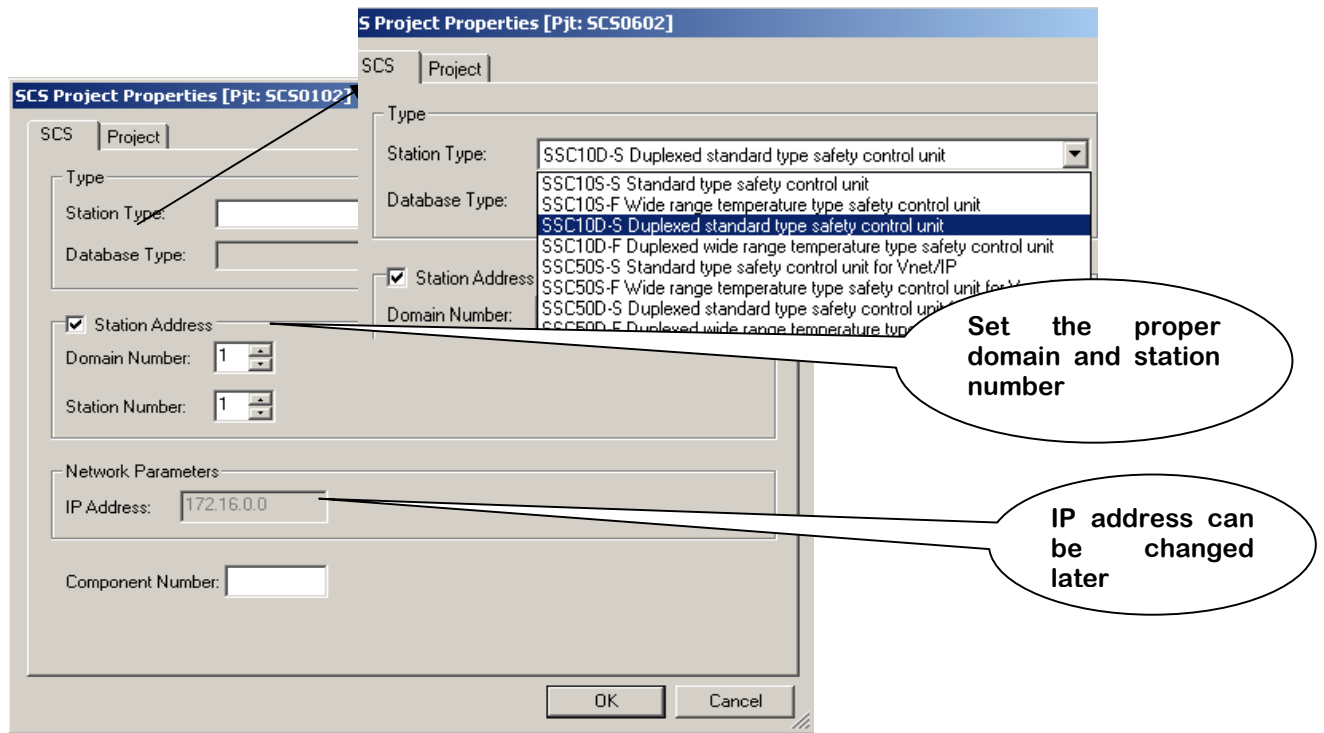 S Project Properties [Pjt: SCS0602]
SCS Project
Type
Station Type: SSC10D-S Duplexed standard type safety control unit
Database Type:
SSC10S-S Standard type safety control unit
SSC10S-F Wide range temperature type safety control unit
SSC10D-S Duplexed standard type safety control unit
SSC10D-F Duplexed wide range temperature type safety control unit
SSC50S-S Standard type safety control unit for Vnet/IP
SSC50S-F Wide range temperature type safety control unit for
SSC50D-S Duplexed standard type safety control unit
SSC50D-F Duplexed wide range temperature type
Station Address
Domain Number:
SCS Project Properties [Pjt: SCS0102]
SCS Project
Type
Station Type:
Database Type:
Station Address
Domain Number: 1
Station Number: 1
Network Parameters
IP Address: 172.16.0.0
Component Number:
OK Cancel
Set the proper
domain and station
number
IP address can
be changed
later